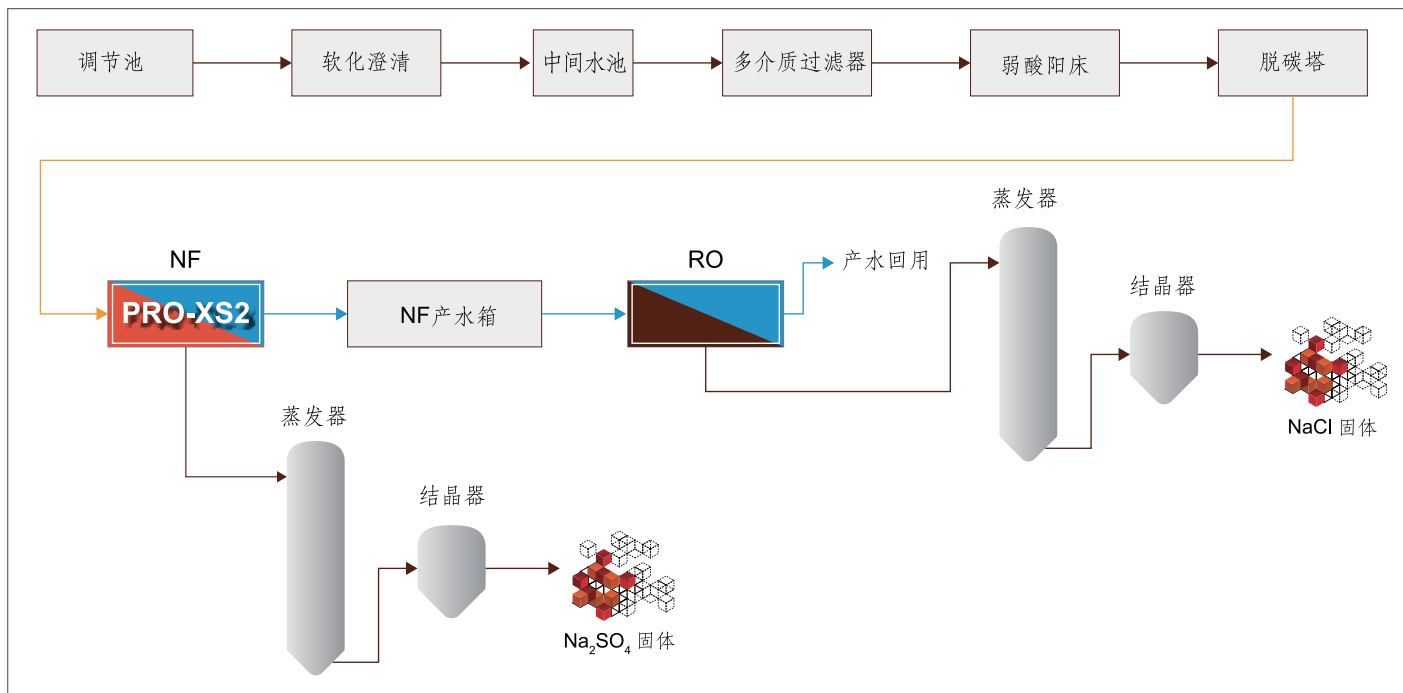 调节池
软化澄清
中间水池
多介质过滤器
弱酸阳床
脱碳塔
NF
PRO-XS2
NF产水箱
RO
产水回用
蒸发器
结晶器
NaCl 固体
蒸发器
结晶器
Na₂SO₄ 固体